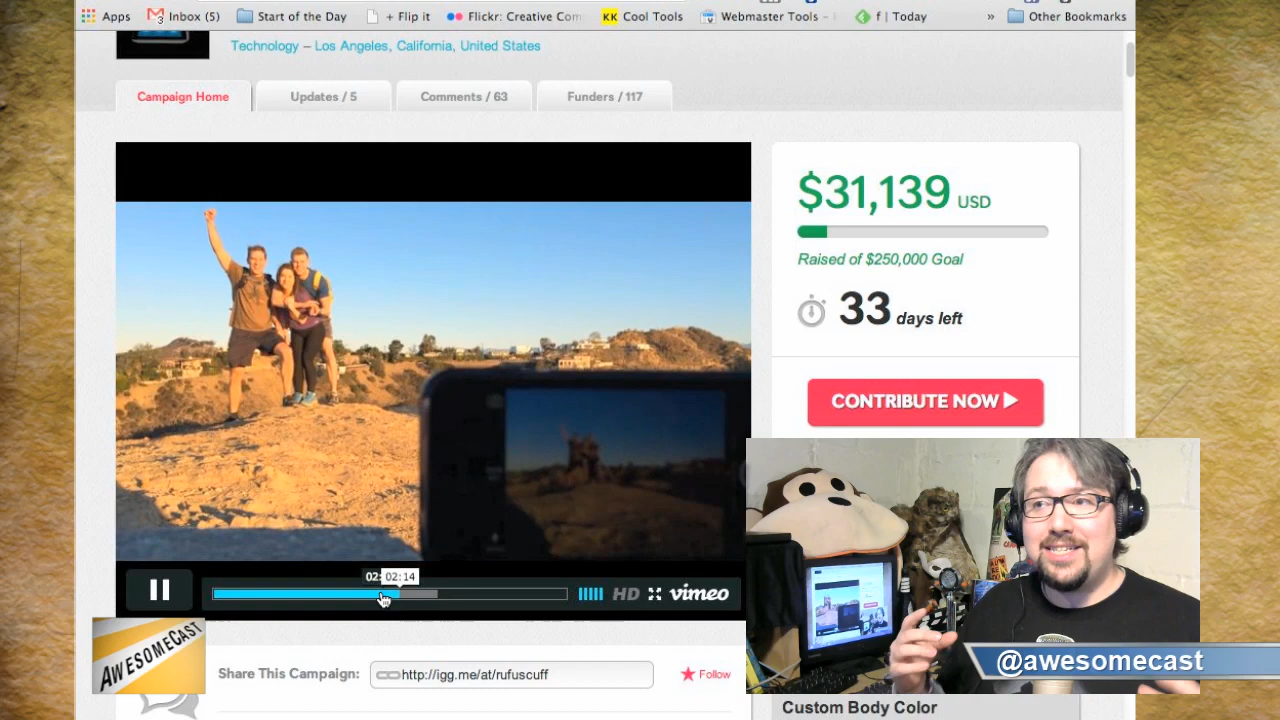 Apps Inbox (5) Start of the Day + Flip it Flickr: Creative Com KK Cool Tools Webmaster Tools - f | Today » Other Bookmarks
Technology – Los Angeles, California, United States
Campaign Home Updates / 5 Comments / 63 Funders / 117
$31,139 USD
Raised of $250,000 Goal
33 days left
CONTRIBUTE NOW
02:14
HD vimeo
AWESOMECAST
Share This Campaign: http://igg.me/at/rufuscuff Follow
@awesomecast
Custom Body Color